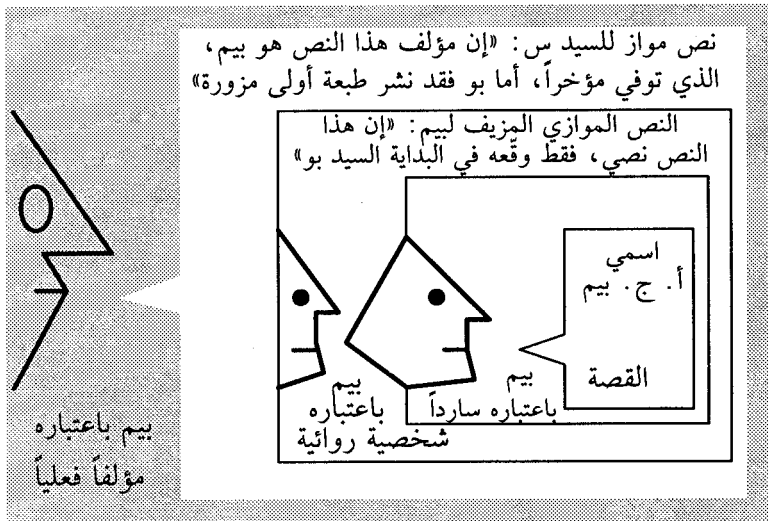 نص مواز للسيد س: «إن مؤلف هذا النص هو بيم،
الذي توفي مؤخراً، أما بو فقد نشر طبعة أولى مزورة»
النص الموازي المزيف لبيم: «إن هذا
النص نصي، فقط وقّعه في البداية السيد بو»
اسمي
أ. ج. بيم
القصة
بيم
باعتباره سارداً
بيم
باعتباره
شخصية روائية
بيم باعتباره
مؤلفاً فعلياً